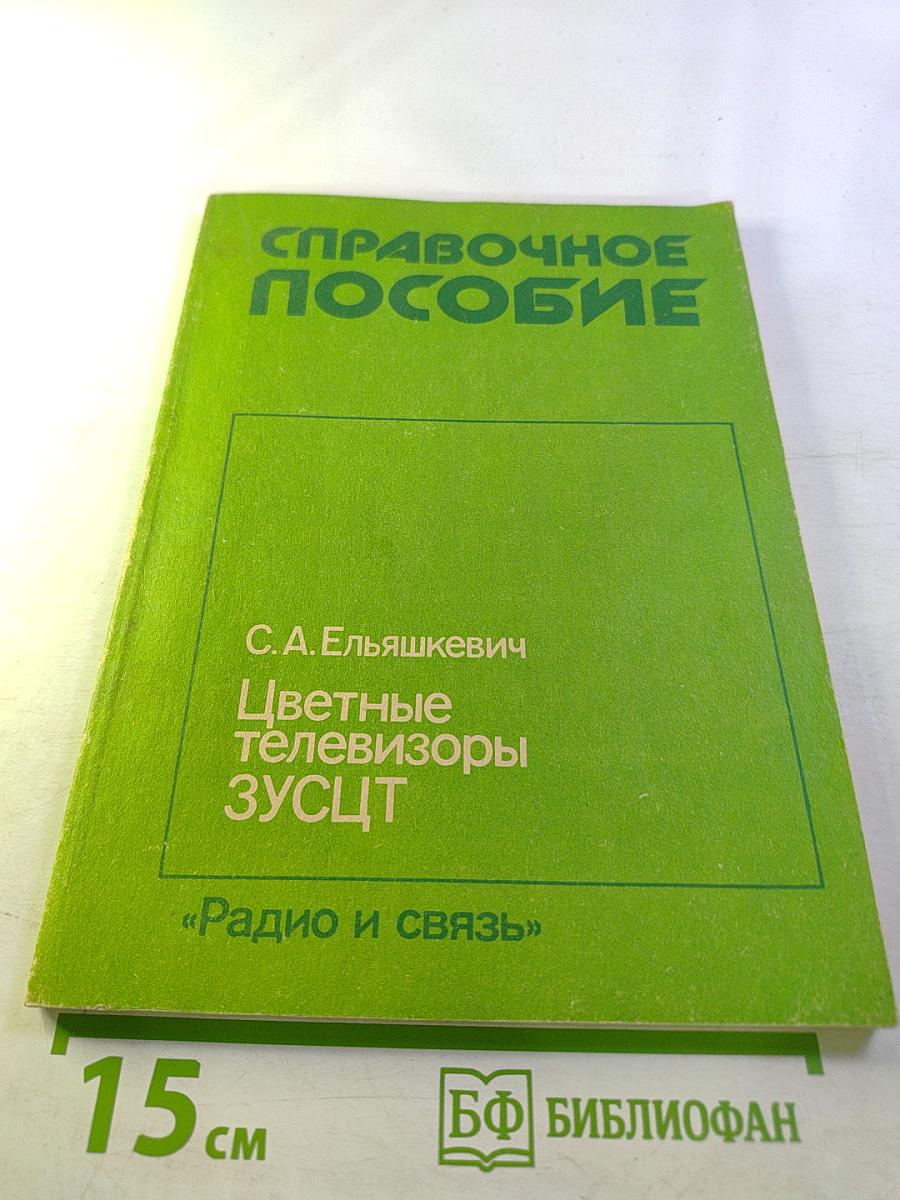 СПРАВОЧНОЕ
ПОСОБИЕ
С. А. Ельяшкевич
Цветные
телевизоры
ЗУСЦТ
«Радио и связь»
15 см
БФ БИБЛИОФАН